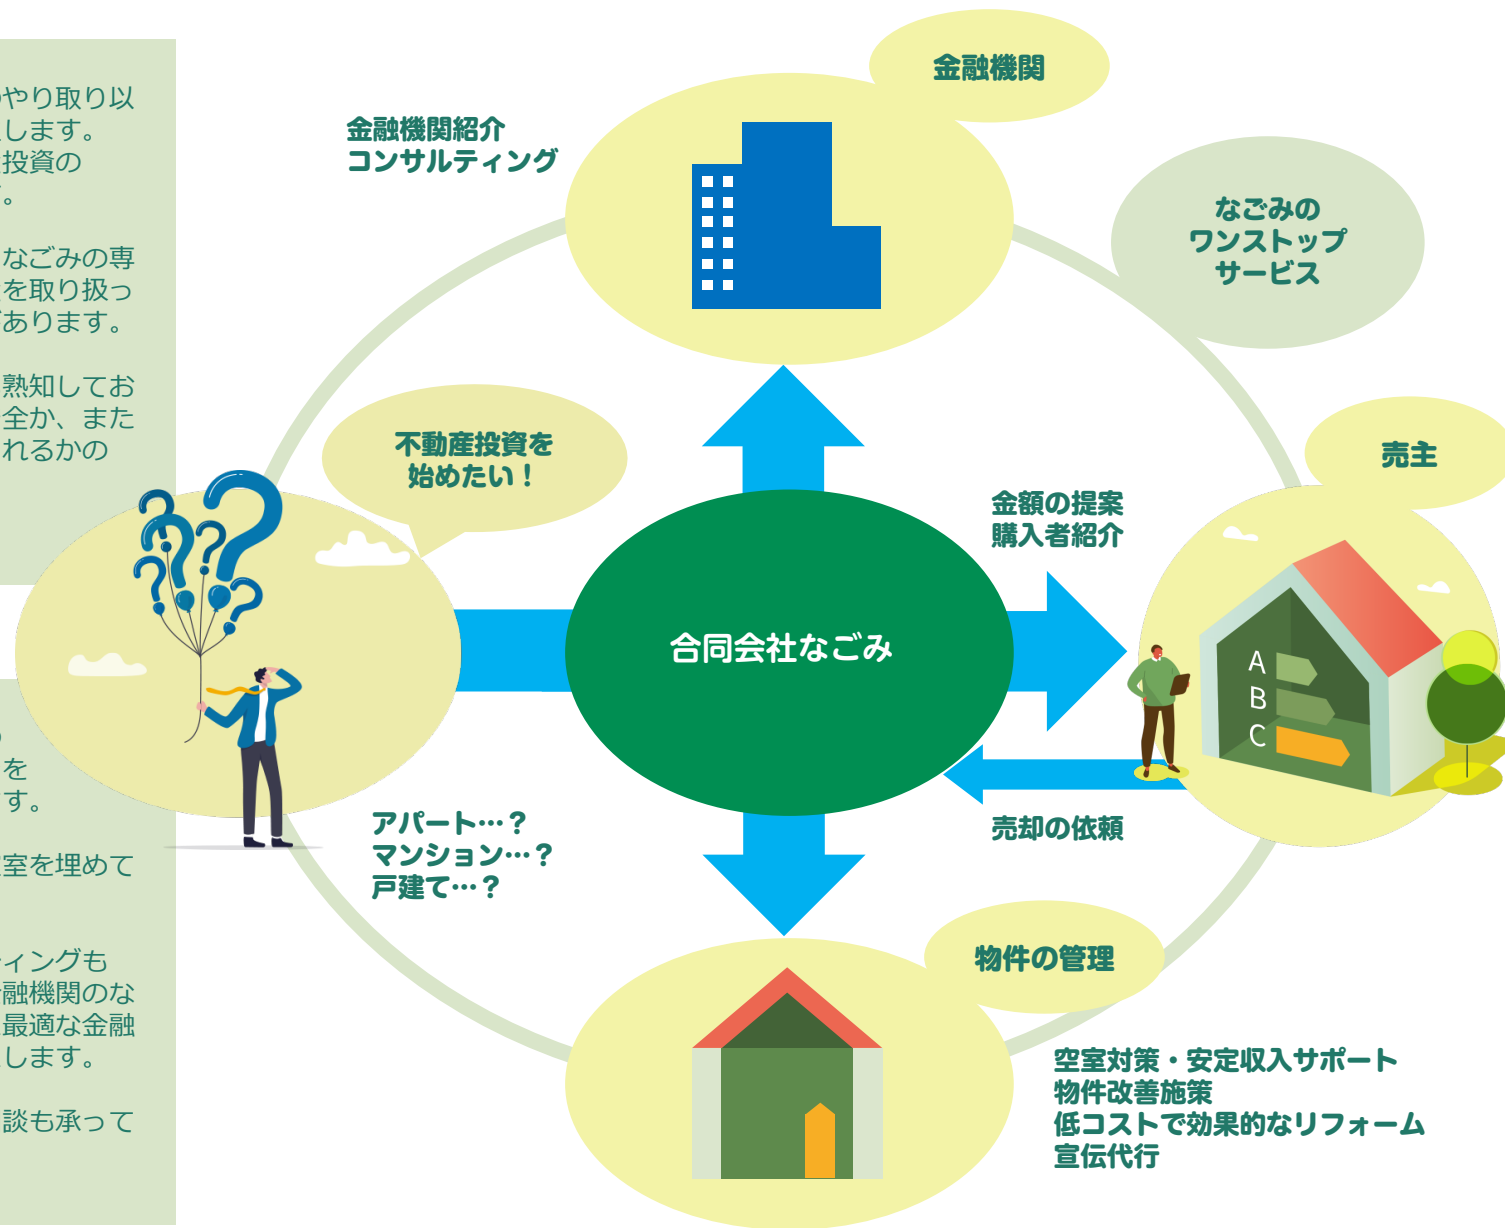 やり取り以
します。
投資の
。
なごみの専
を取り扱っ
あります。
熟知してお
全か、また
れるかの
を
す。
室を埋めて
ィングも
融機関のな
最適な金融
します。
談も承って
金融機関
金融機関紹介
コンサルティング
なごみの
ワンストップ
サービス
不動産投資を
始めたい！
売主
金額の提案
購入者紹介
合同会社なごみ
A
B
C
売却の依頼
アパート…？
マンション…？
戸建て…？
物件の管理
空室対策・安定収入サポート
物件改善施策
低コストで効果的なリフォーム
宣伝代行